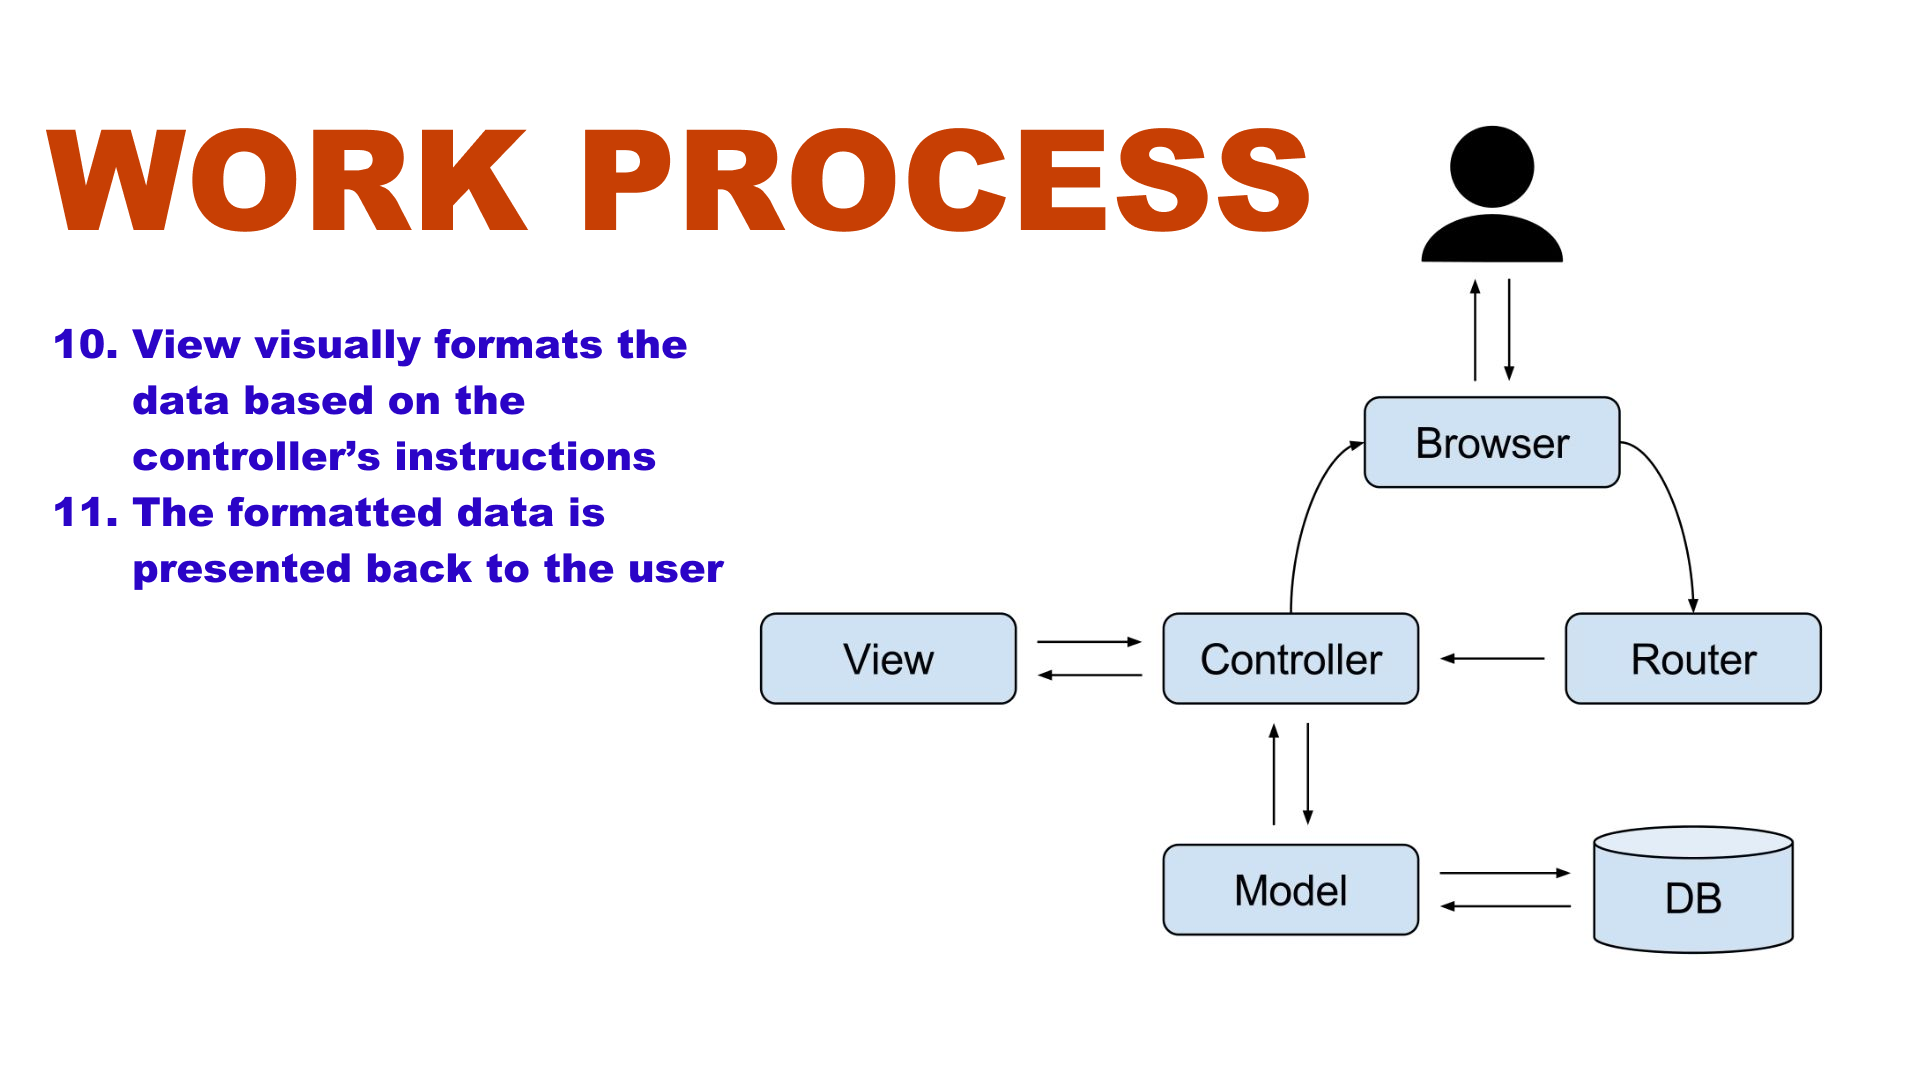 WORK PROCESS
10. View visually formats the
data based on the
controller’s instructions
11. The formatted data is
presented back to the user
Browser
View
Controller
Router
Model
DB